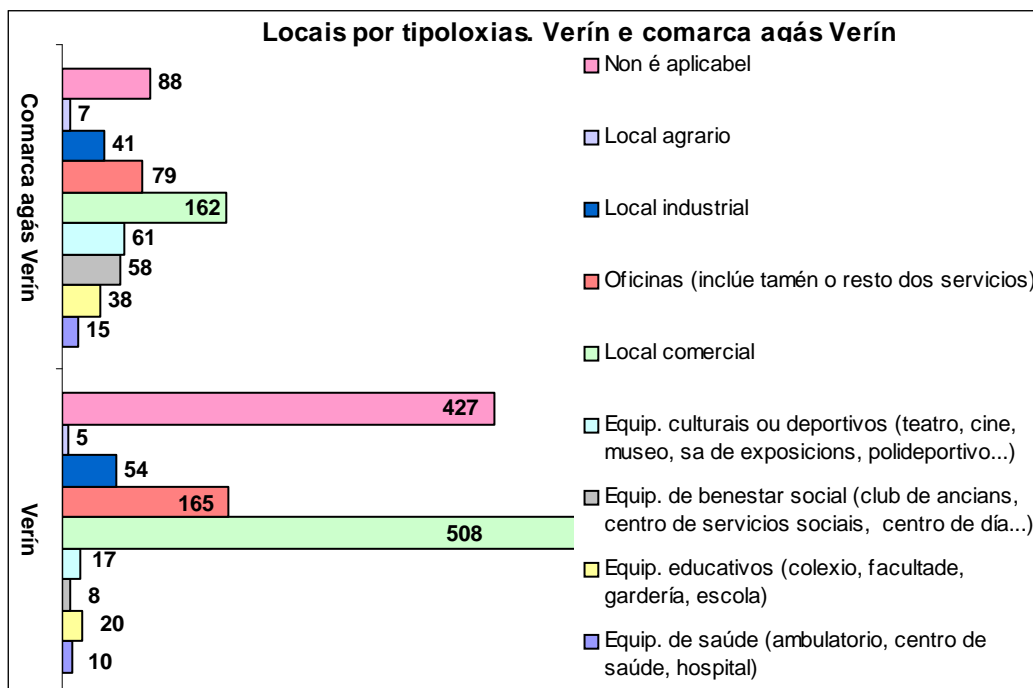 Locais por tipoloxias. Verín e comarca agás Verín
Comarca agás Verín
88
7
41
79
162
61
58
38
15
Verín
427
5
54
165
508
17
8
20
10
Non é aplicabel
Local agrario
Local industrial
Oficinas (inclúe tamén o resto dos servicios)
Local comercial
Equip. culturais ou deportivos (teatro, cine,
museo, sa de exposicions, polideportivo...)
Equip. de benestar social (club de ancians,
centro de servicios sociais, centro de día...)
Equip. educativos (colexio, facultade,
gardería, escola)
Equip. de saúde (ambulatorio, centro de
saúde, hospital)